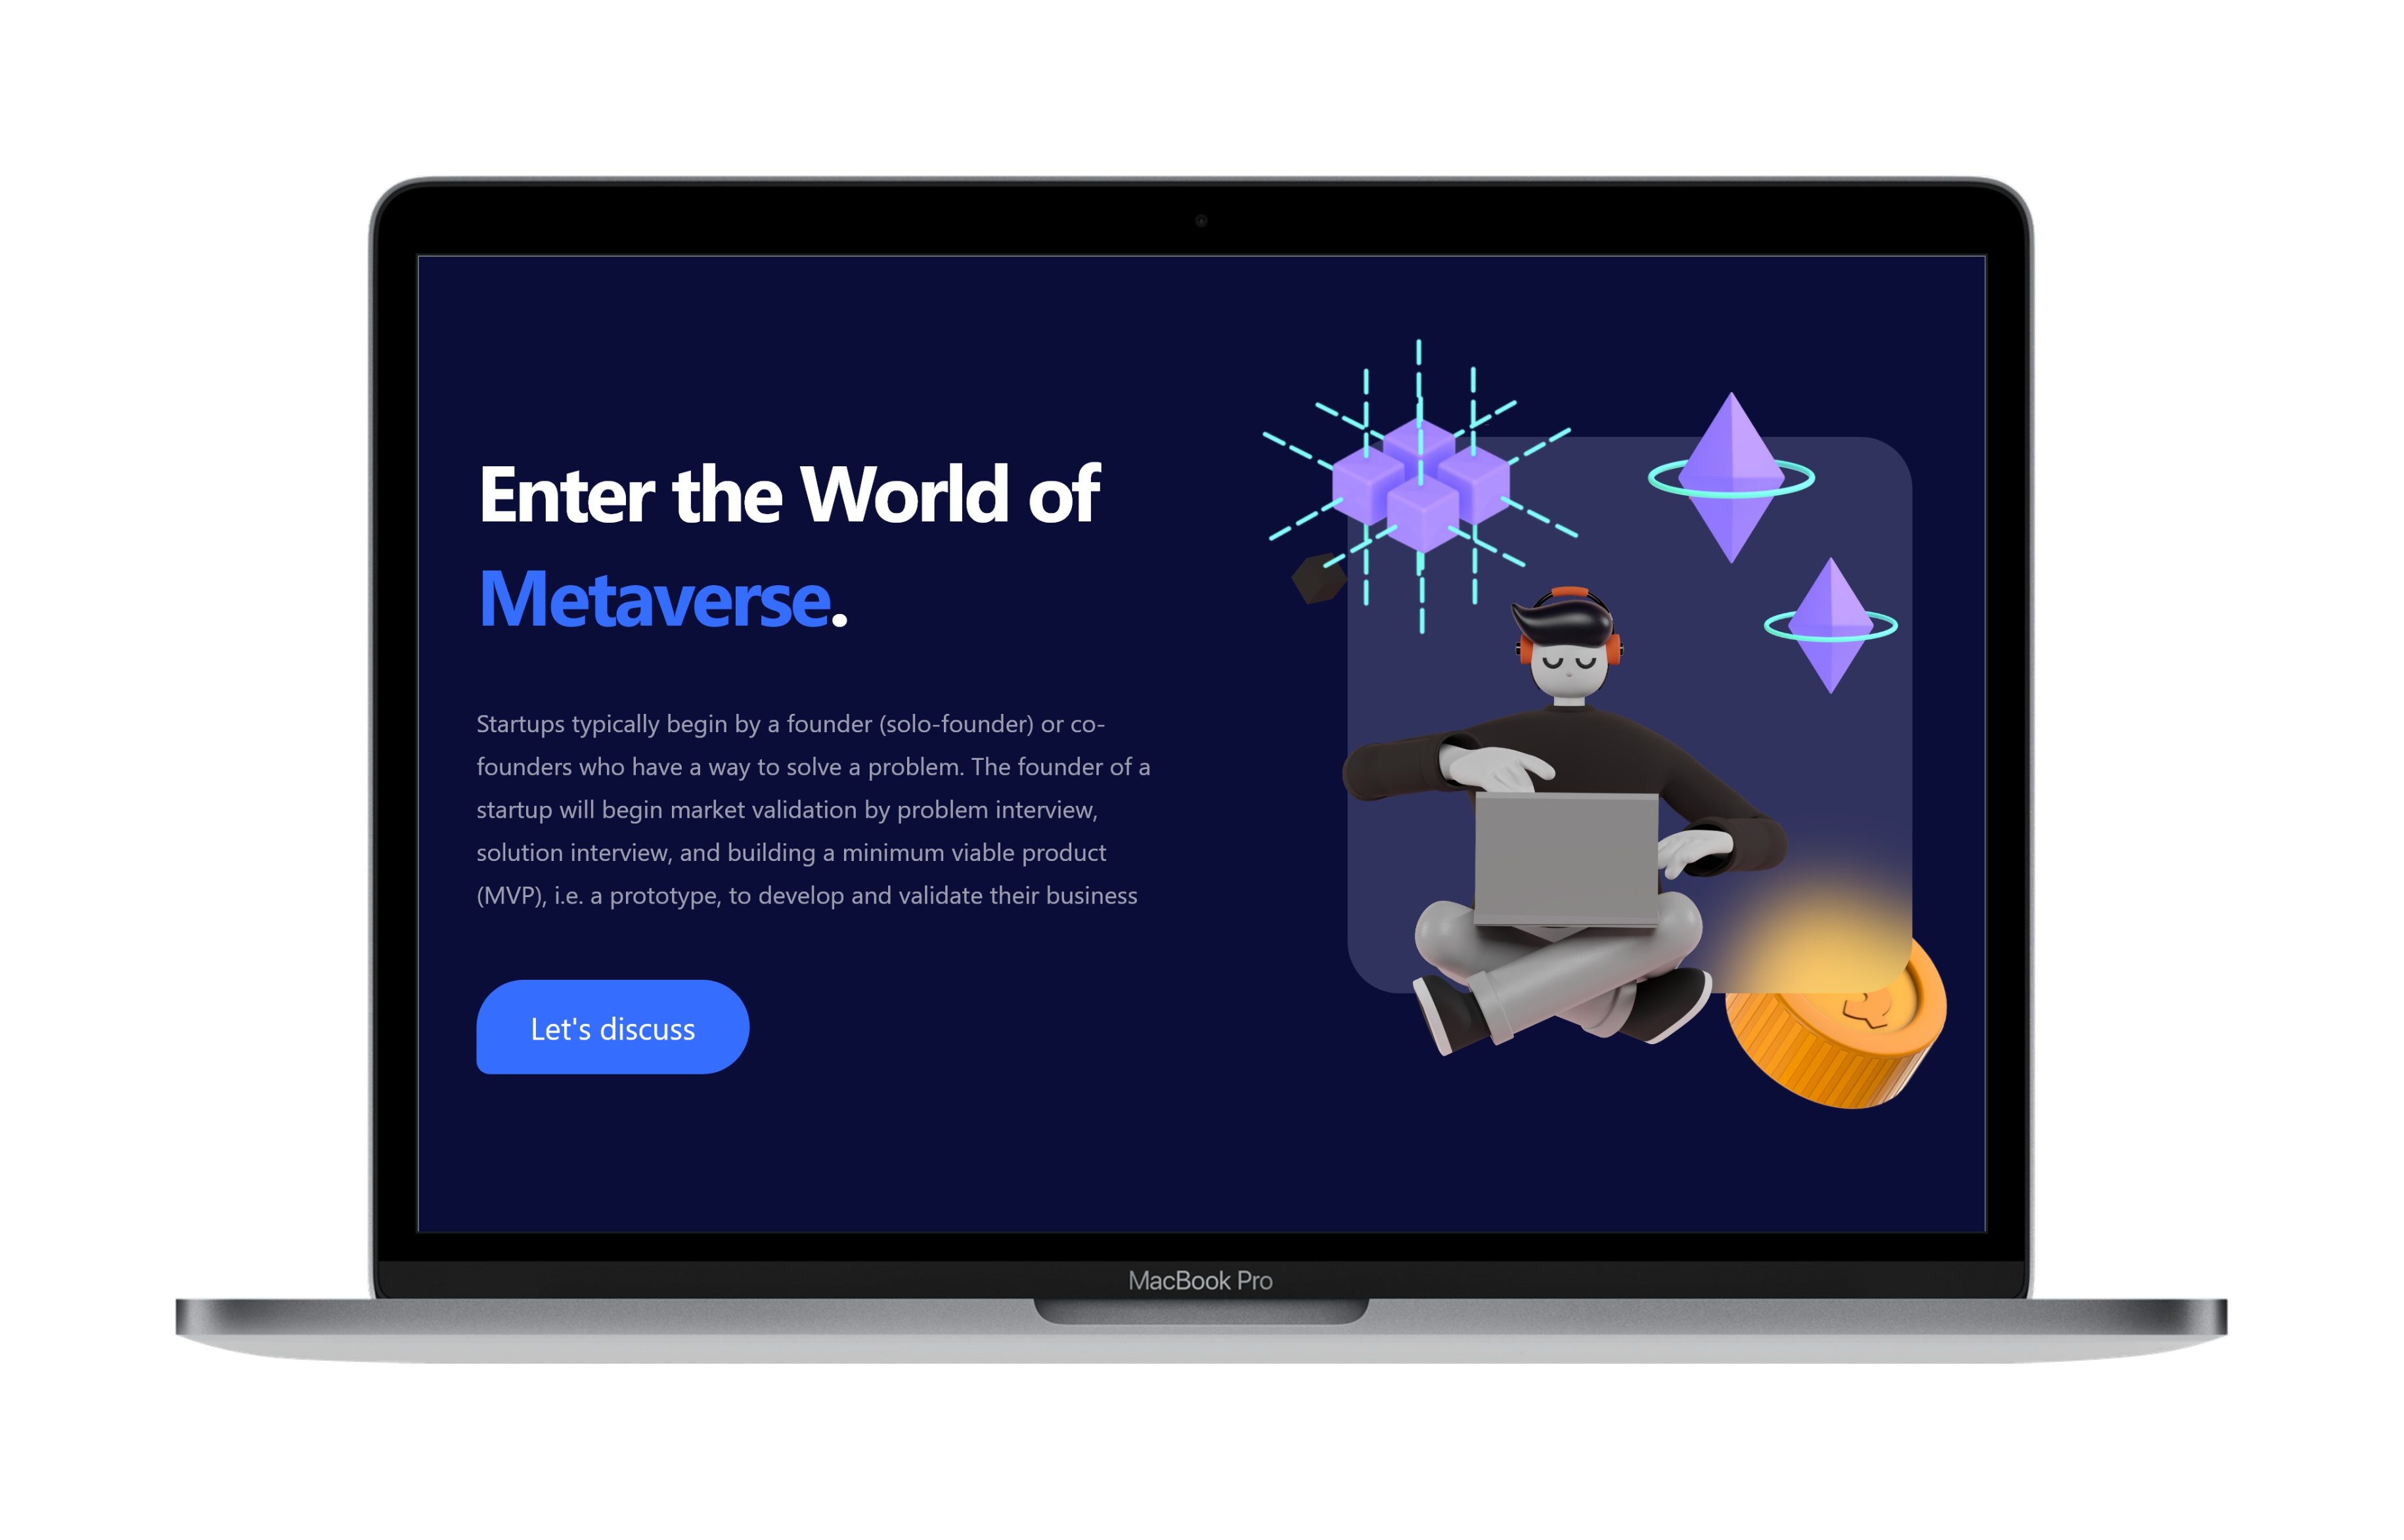 Enter the World of
Metaverse.
Startups typically begin by a founder (solo-founder) or co-
founders who have a way to solve a problem. The founder of a
startup will begin market validation by problem interview,
solution interview, and building a minimum viable product
(MVP), i.e. a prototype, to develop and validate their business
Let's discuss
MacBook Pro